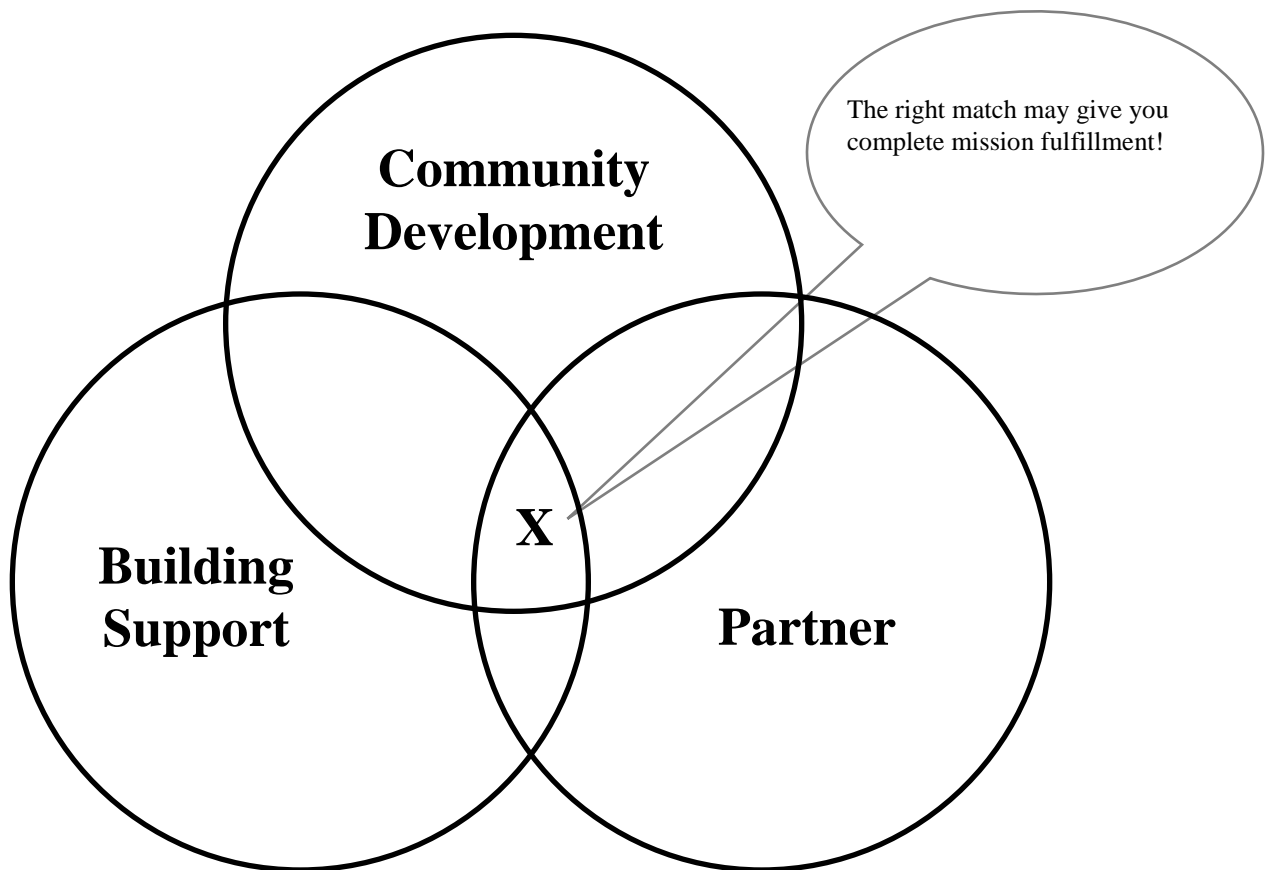 The right match may give you
complete mission fulfillment!
Community
Development
X
Building
Support
Partner